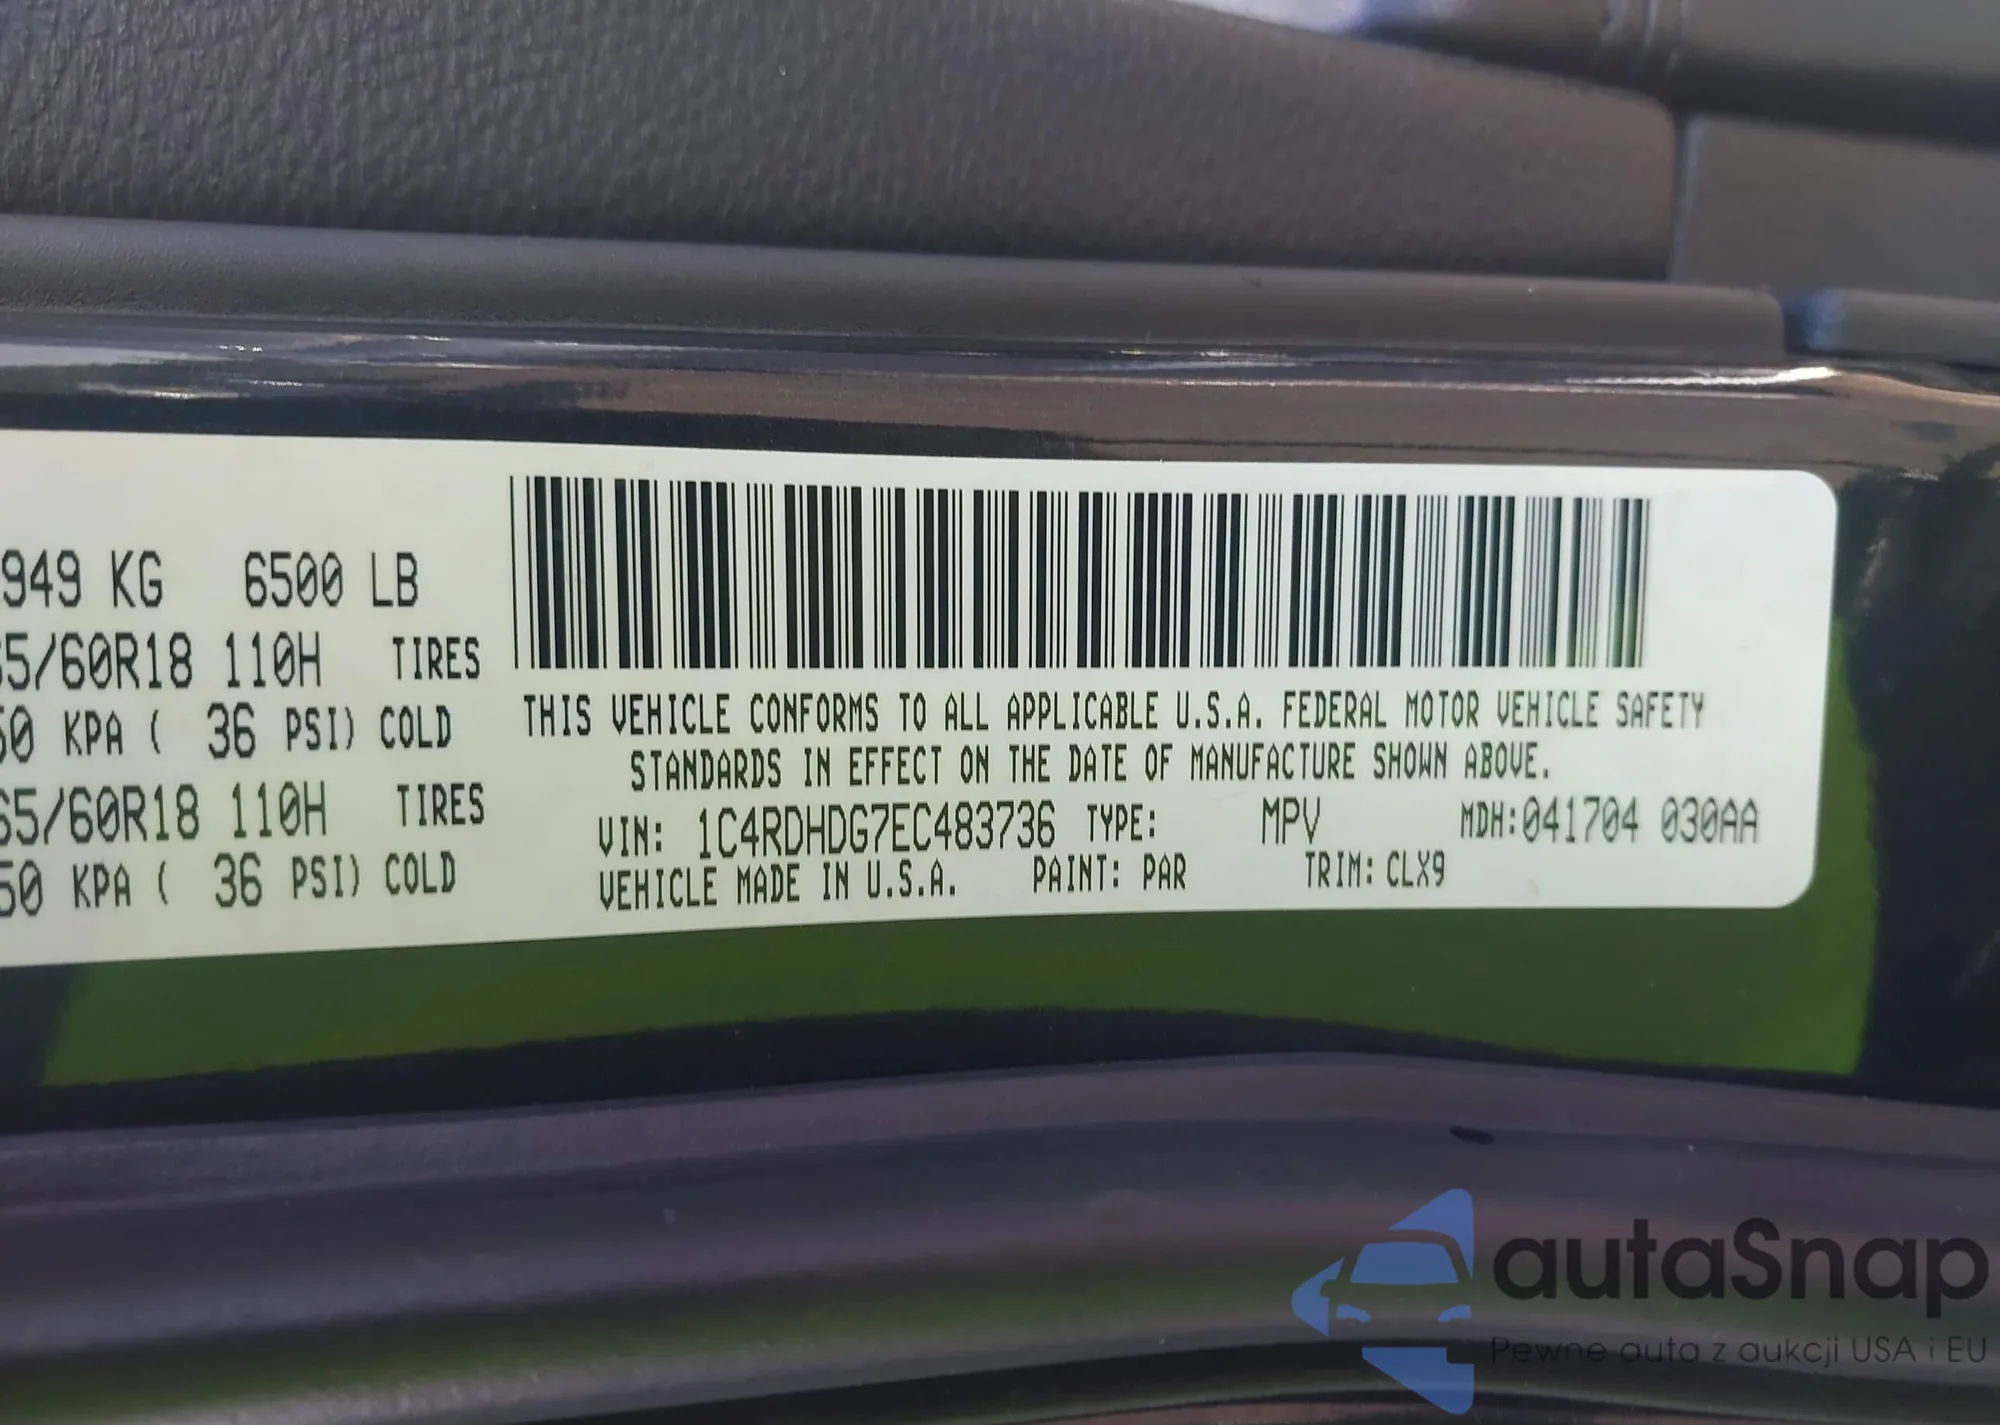 949 KG 6500 LB
65/60R18 110H TIRES
50 KPA ( 36 PSI) COLD
65/60R18 110H TIRES
50 KPA ( 36 PSI) COLD
THIS VEHICLE CONFORMS TO ALL APPLICABLE U.S.A. FEDERAL MOTOR VEHICLE SAFETY
STANDARDS IN EFFECT ON THE DATE OF MANUFACTURE SHOWN ABOVE.
VIN: 1C4RDHDG7EC483736 TYPE: MPV MDH:041704 030AA
VEHICLE MADE IN U.S.A. PAINT: PAR TRIM: CLX9
autaSnap
Pewne auta z aukcji USA i EU